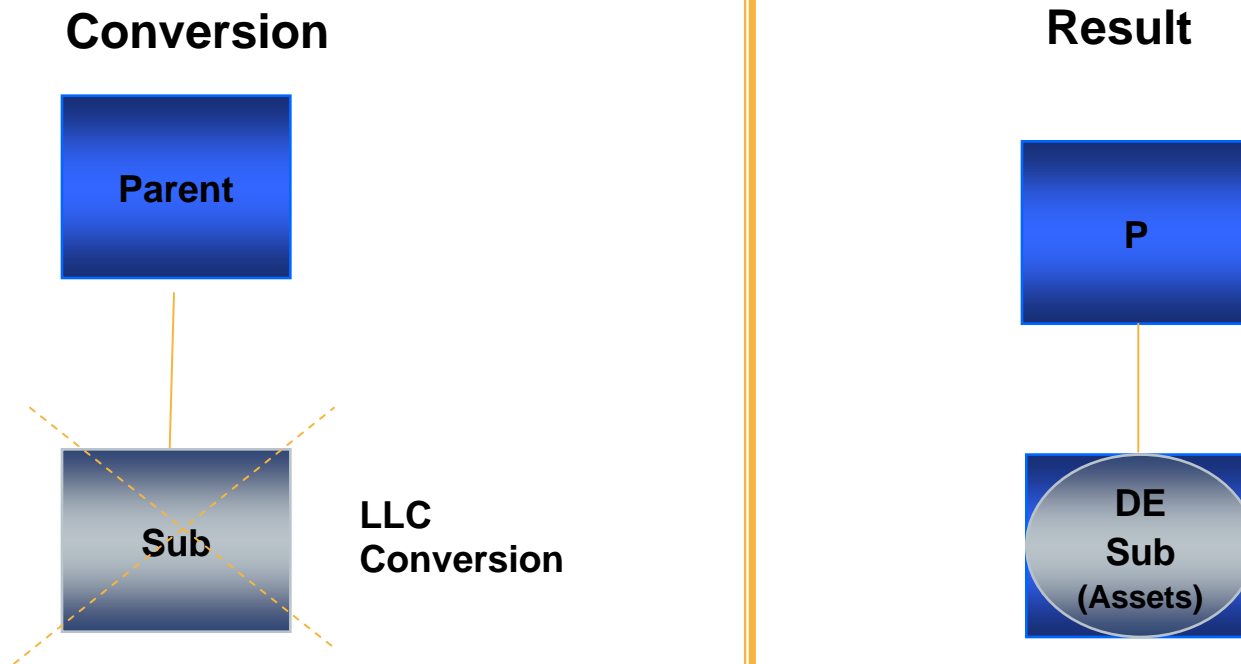 Conversion
Parent
Sub
LLC
Conversion
Result
P
DE
Sub
(Assets)